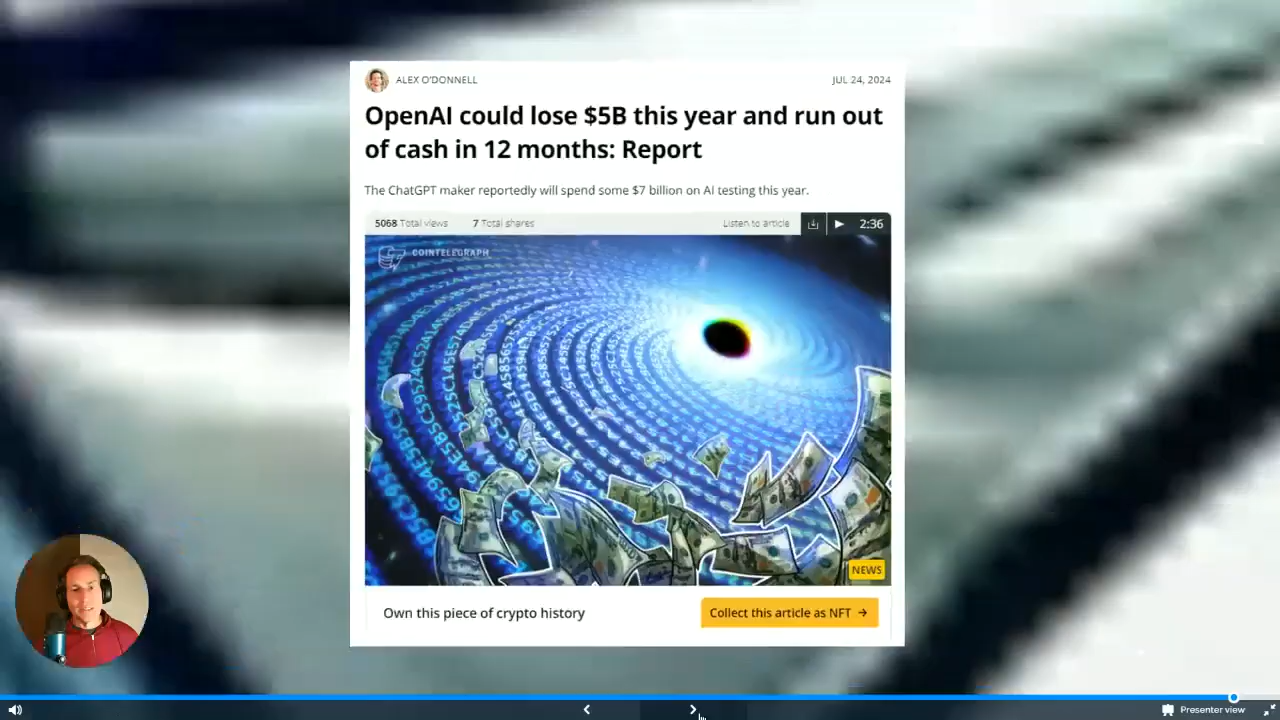 ALEX O'DONNELL
JUL 24, 2024
OpenAI could lose $5B this year and run out
of cash in 12 months: Report
The ChatGPT maker reportedly will spend some $7 billion on AI testing this year.
5068 Total views 7 Total shares Listen to article 2:36
COINTELEGRAPH
NEWS
Own this piece of crypto history
Collect this article as NFT →
Presenter view